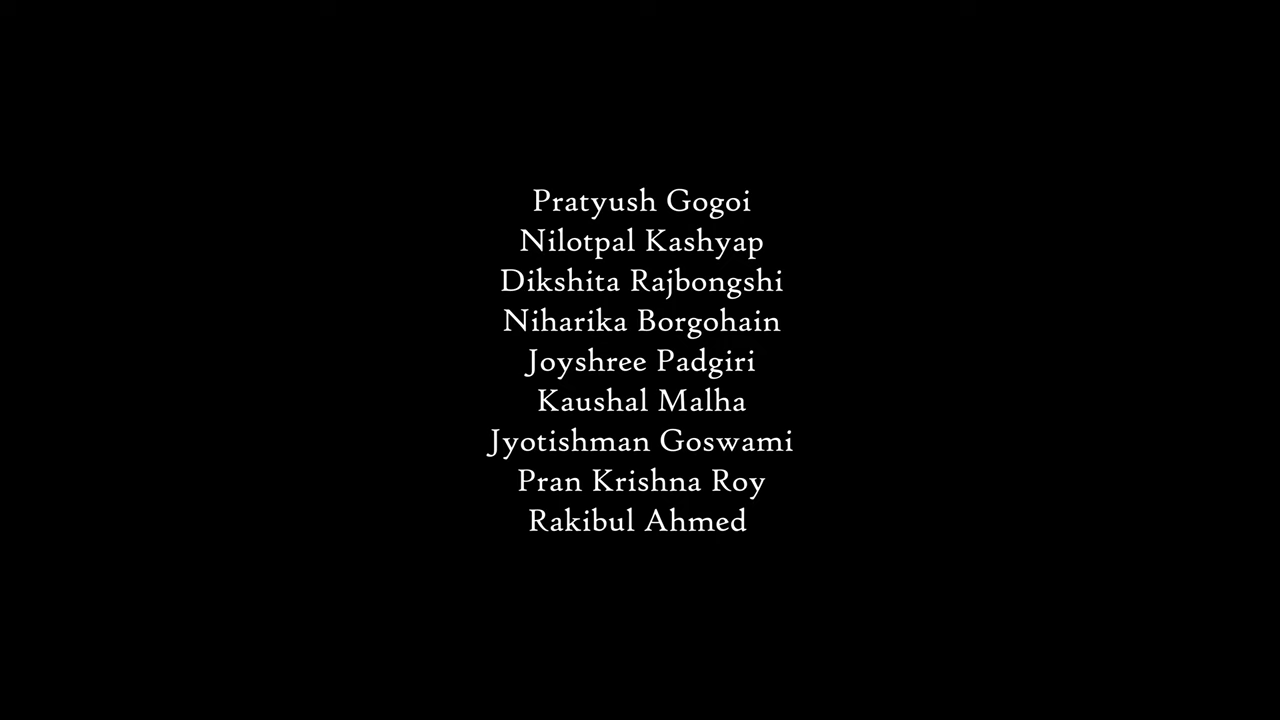 Pratyush Gogoi
Nilotpal Kashyap
Dikshita Rajbongshi
Niharika Borgohain
Joyshree Padgiri
Kaushal Malha
Jyotishman Goswami
Pran Krishna Roy
Rakibul Ahmed